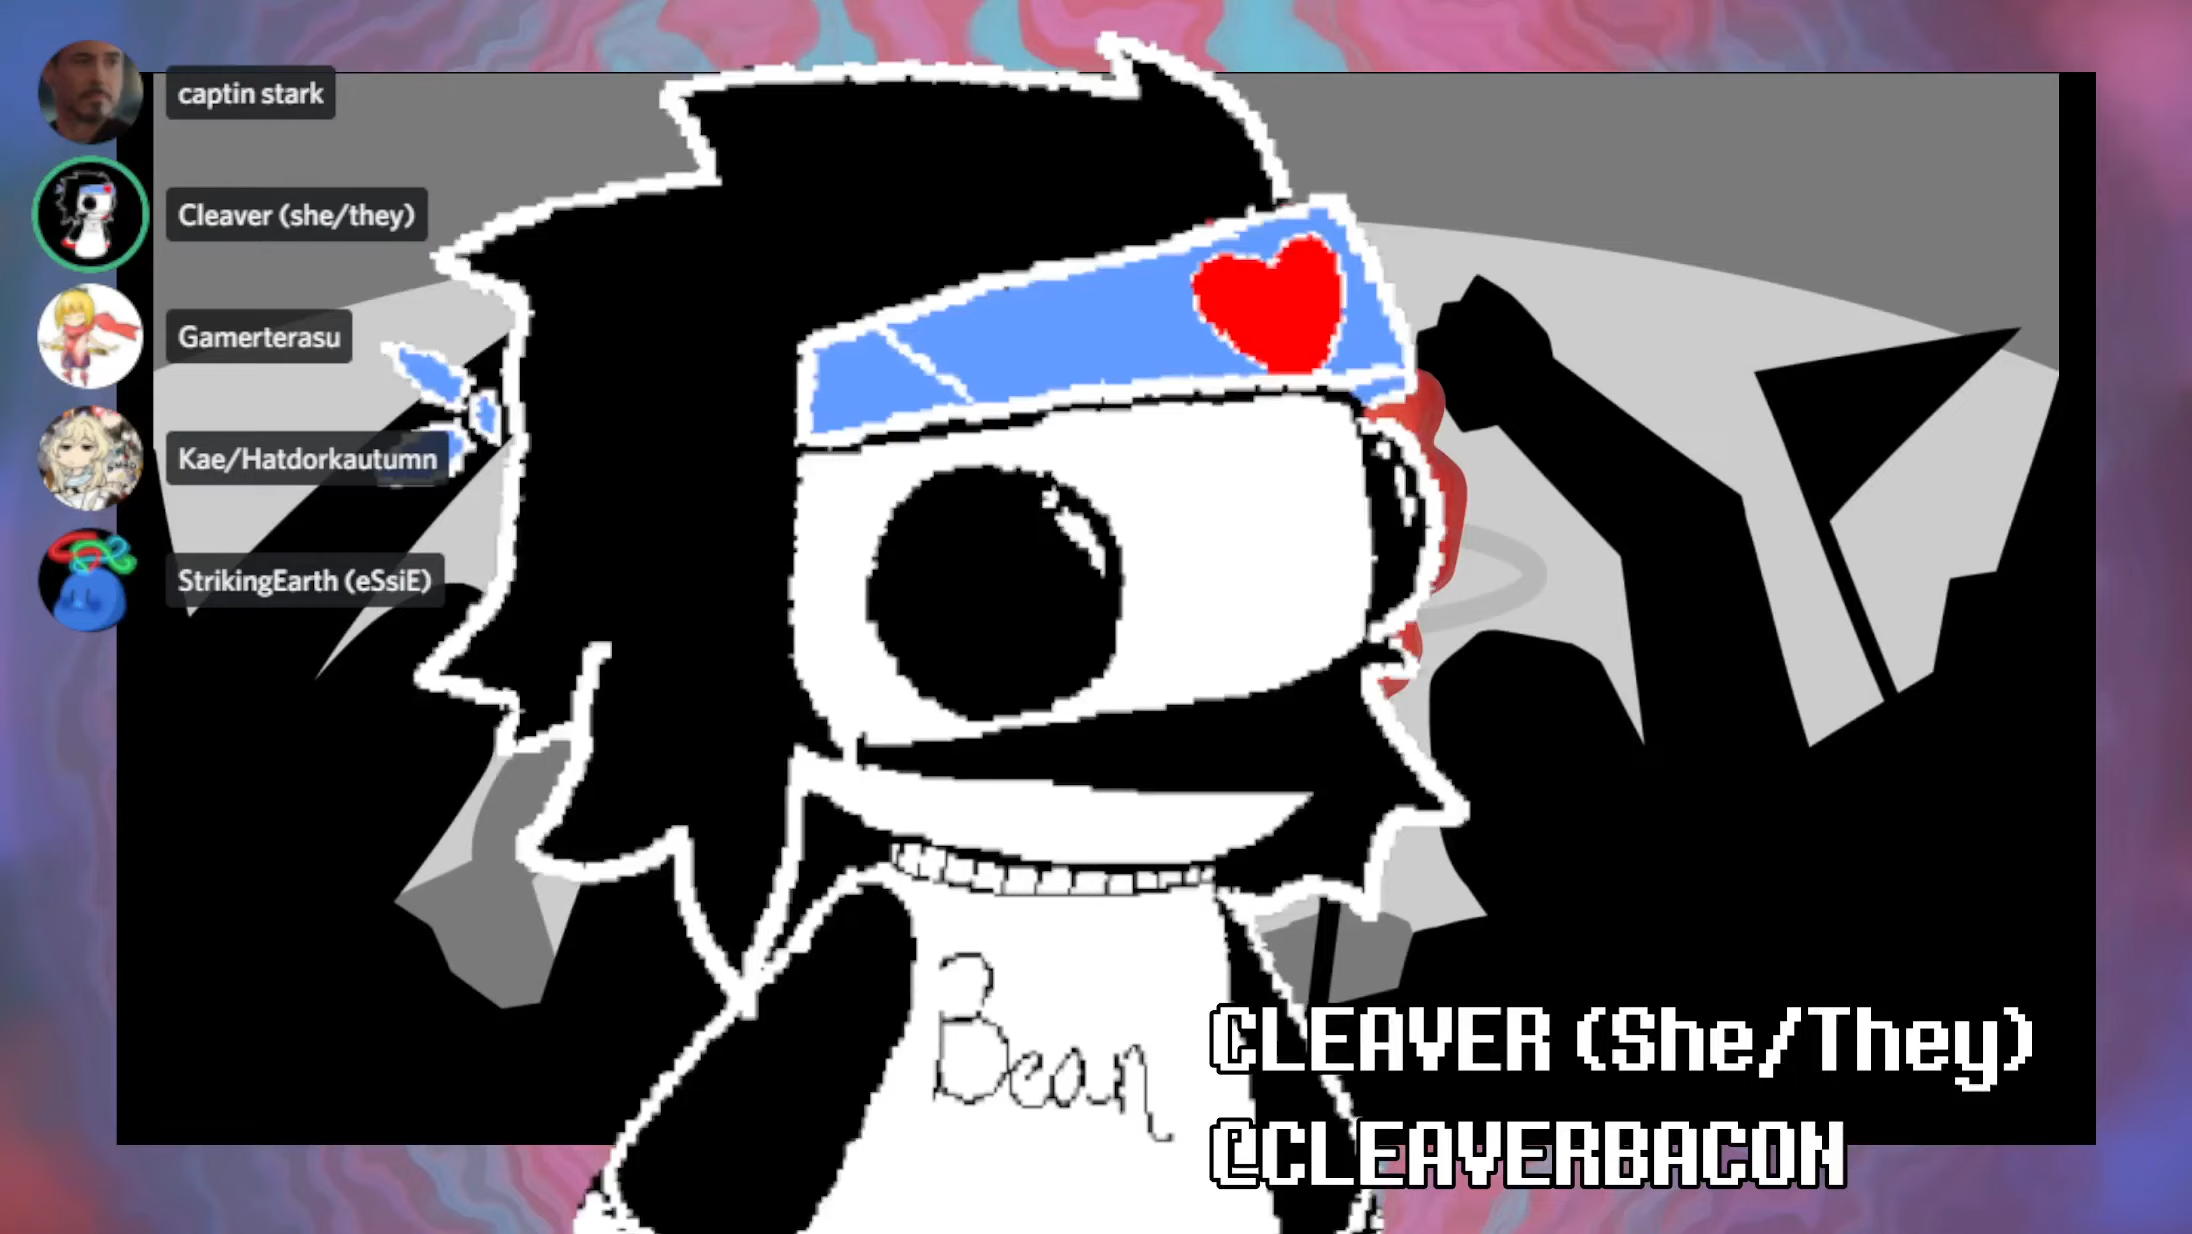 captin stark
Cleaver (she/they)
Gamerterasu
Kae/Hatdorkautumn
StrikingEarth (eSsiE)
Bean
CLEAVER (She/They)
@CLEAVERBACON